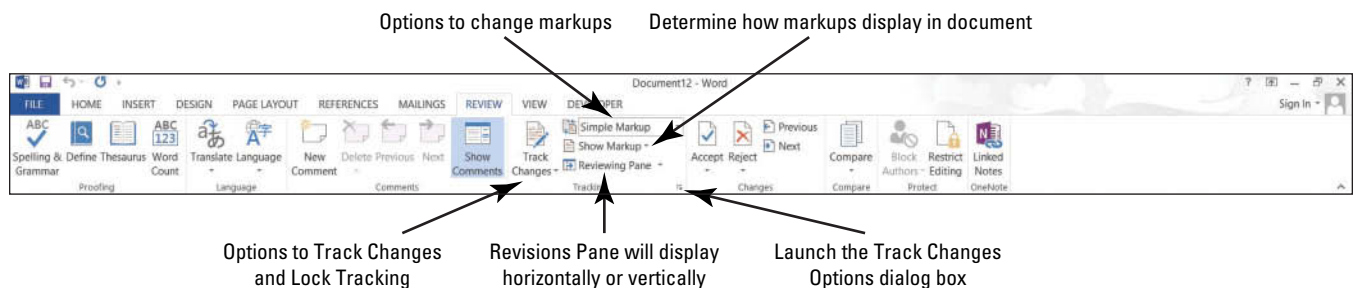 Options to change markups Determine how markups display in document
Document12 - Word
FILE HOME INSERT DESIGN PAGE LAYOUT REFERENCES MAILINGS REVIEW VIEW DEVELOPER Sign In
ABC ABC 123
Simple Markup
Show Markup
Reviewing Pane
Previous
Next
Spelling & Grammar Define Thesaurus Word Count Translate Language New Comment Delete Previous Next Show Comments Track Changes Accept Reject Compare Block Authors Restrict Editing Linked Notes
Proofing Language Comments Tracking Changes Compare Protect OneNote
Options to Track Changes
and Lock Tracking
Revisions Pane will display
horizontally or vertically
Launch the Track Changes
Options dialog box